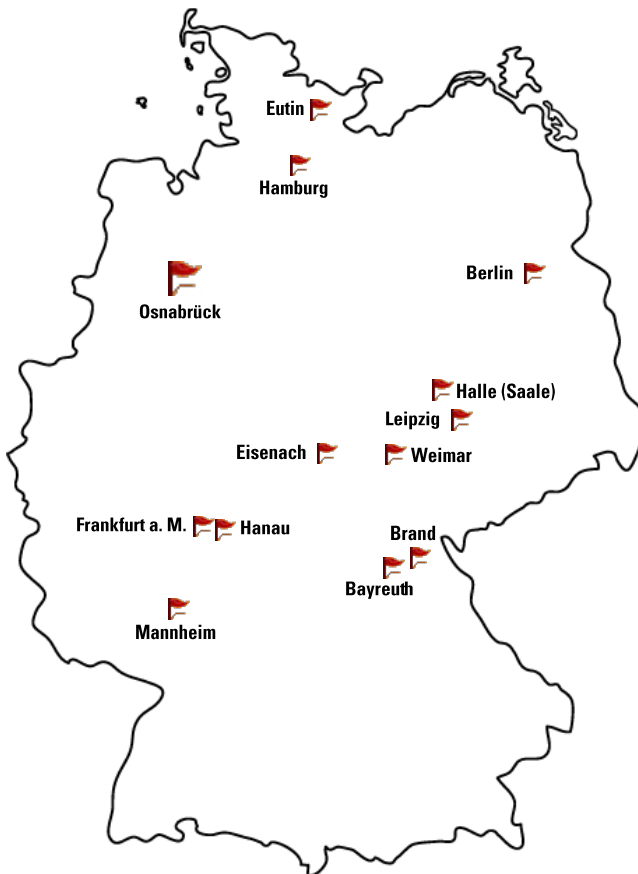 Eutin
Hamburg
Berlin
Osnabrück
Halle (Saale)
Leipzig
Eisenach
Weimar
Frankfurt a. M.
Hanau
Brand
Bayreuth
Mannheim